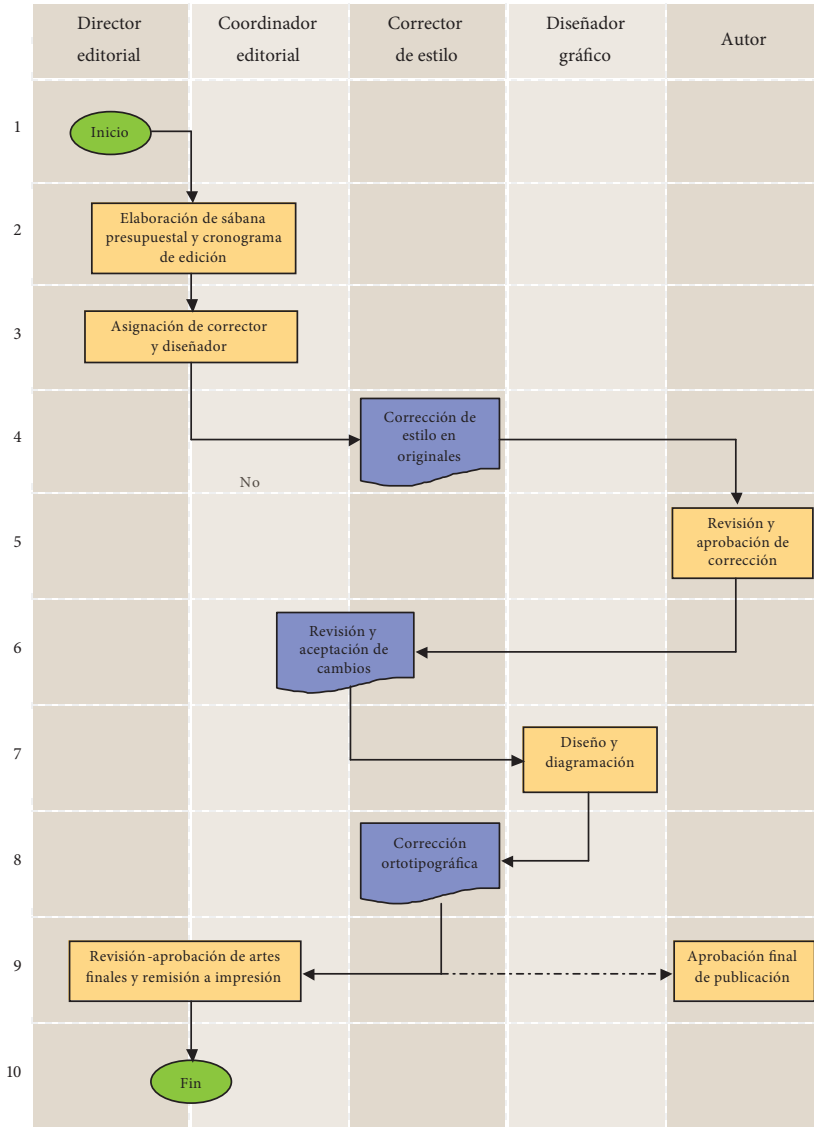 Director
editorial
Coordinador
editorial
Corrector
de estilo
Diseñador
gráfico
Autor
1
Inicio
2
Elaboración de sábana
presupuestal y cronograma
de edición
3
Asignación de corrector
y diseñador
4
Corrección de
estilo en
originales
No
5
Revisión y
aprobación de
corrección
6
Revisión y
aceptación de
cambios
7
Diseño y
diagramación
8
Corrección
ortotipográfica
9
Revisión-aprobación de artes
finales y remisión a impresión
Aprobación final
de publicación
10
Fin